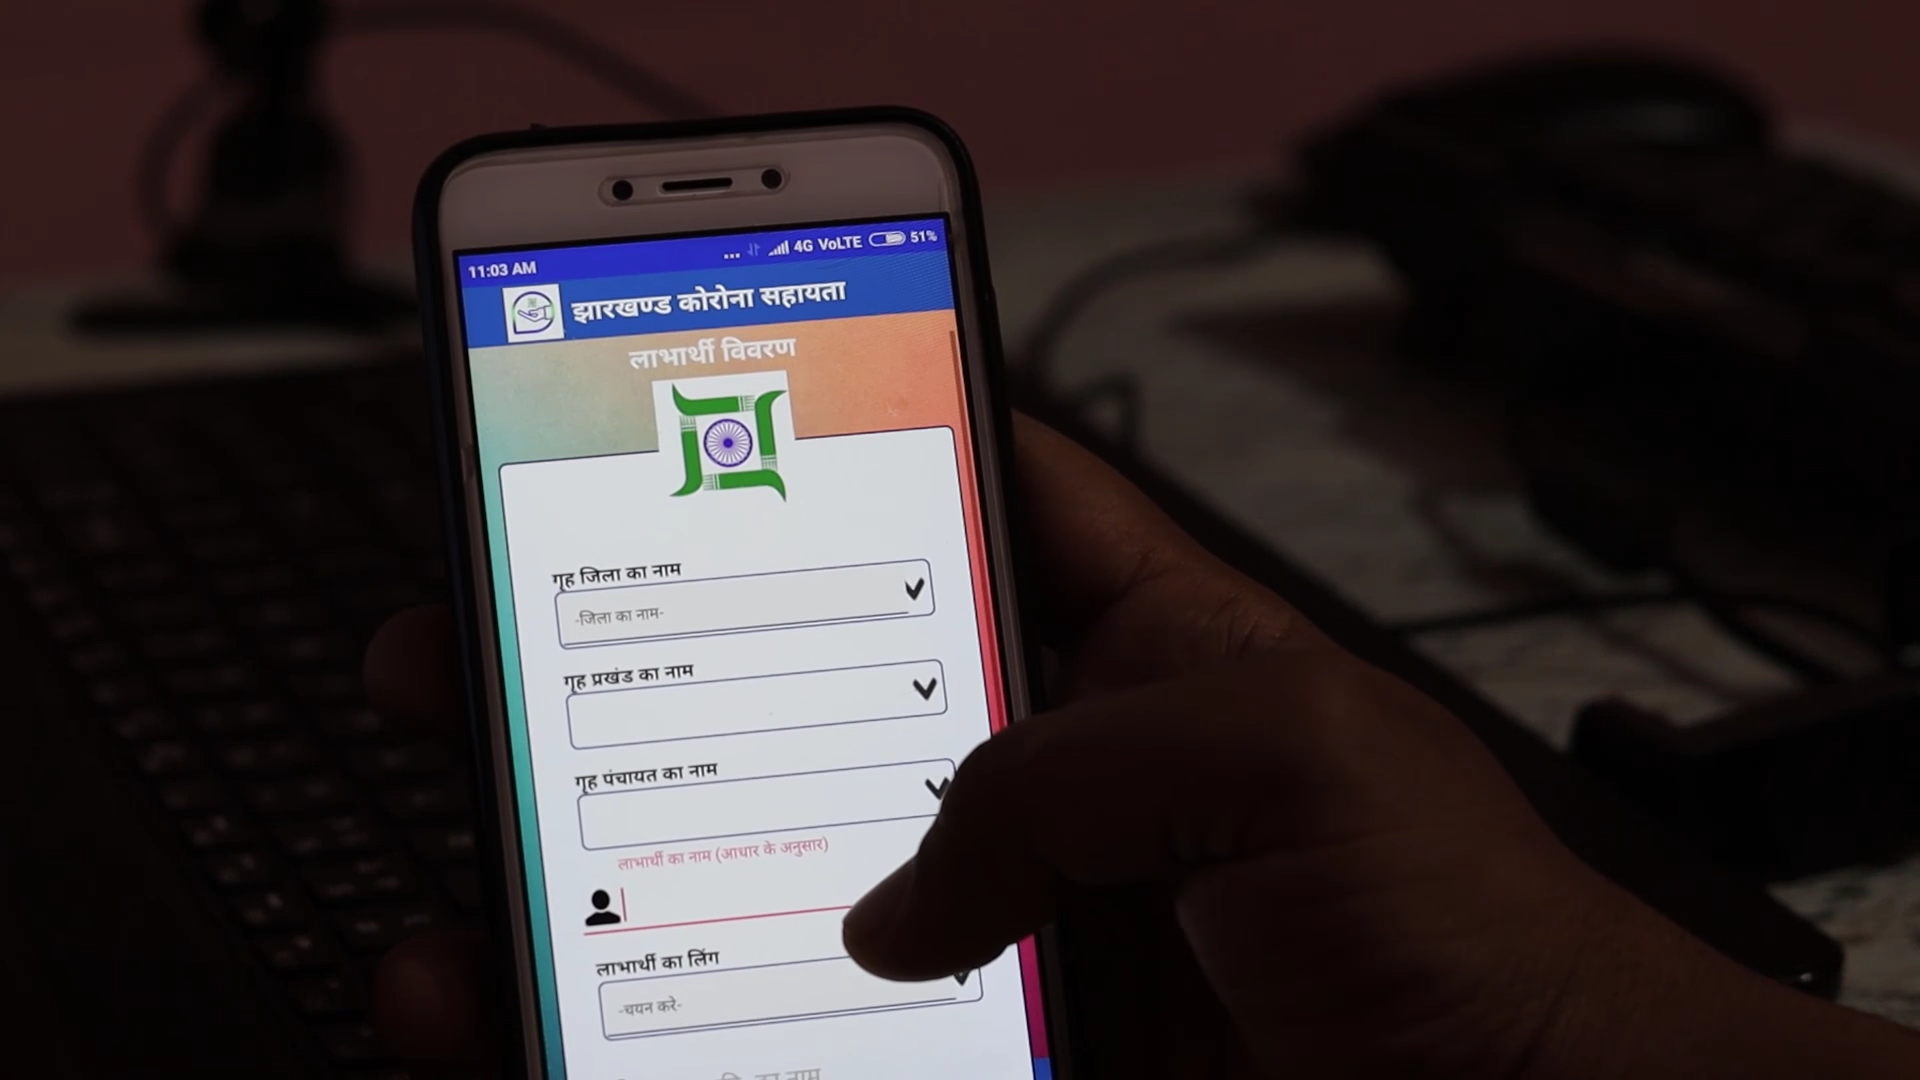 11:03 AM ... 4G VoLTE 51%
झारखण्ड कोरोना सहायता
लाभार्थी विवरण
गृह जिला का नाम
-जिला का नाम-
गृह प्रखंड का नाम
गृह पंचायत का नाम
लाभार्थी का नाम (आधार के अनुसार)
लाभार्थी का लिंग
-चयन करे-
का नाम